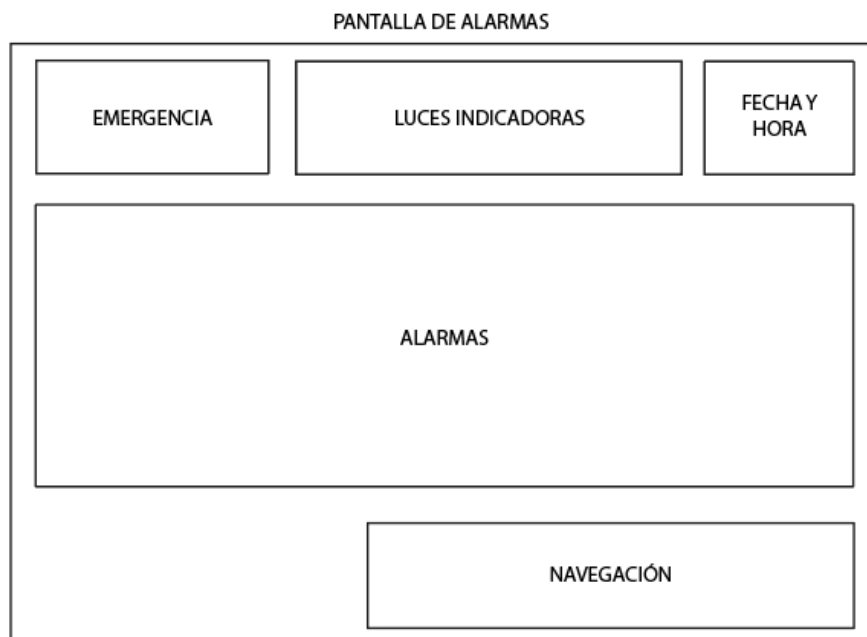 PANTALLA DE ALARMAS
EMERGENCIA
LUCES INDICADORAS
FECHA Y
HORA
ALARMAS
NAVEGACIÓN